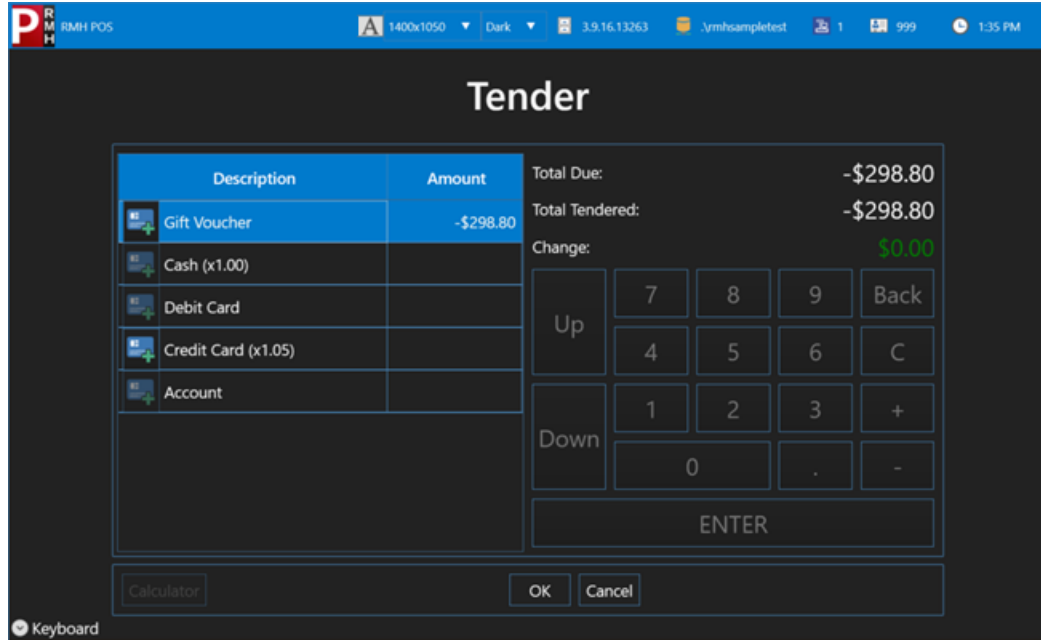 P RMH RMH POS A 1400x1050 Dark 3.9.16.13263 .\rmhsampletest 1 999 1:35 PM
Tender
Description Amount
Gift Voucher -$298.80
Cash (x1.00)
Debit Card
Credit Card (x1.05)
Account
Total Due: -$298.80
Total Tendered: -$298.80
Change: $0.00
Up 7 8 9 Back
4 5 6 C
Down 1 2 3 +
0 . -
ENTER
Calculator OK Cancel
Keyboard